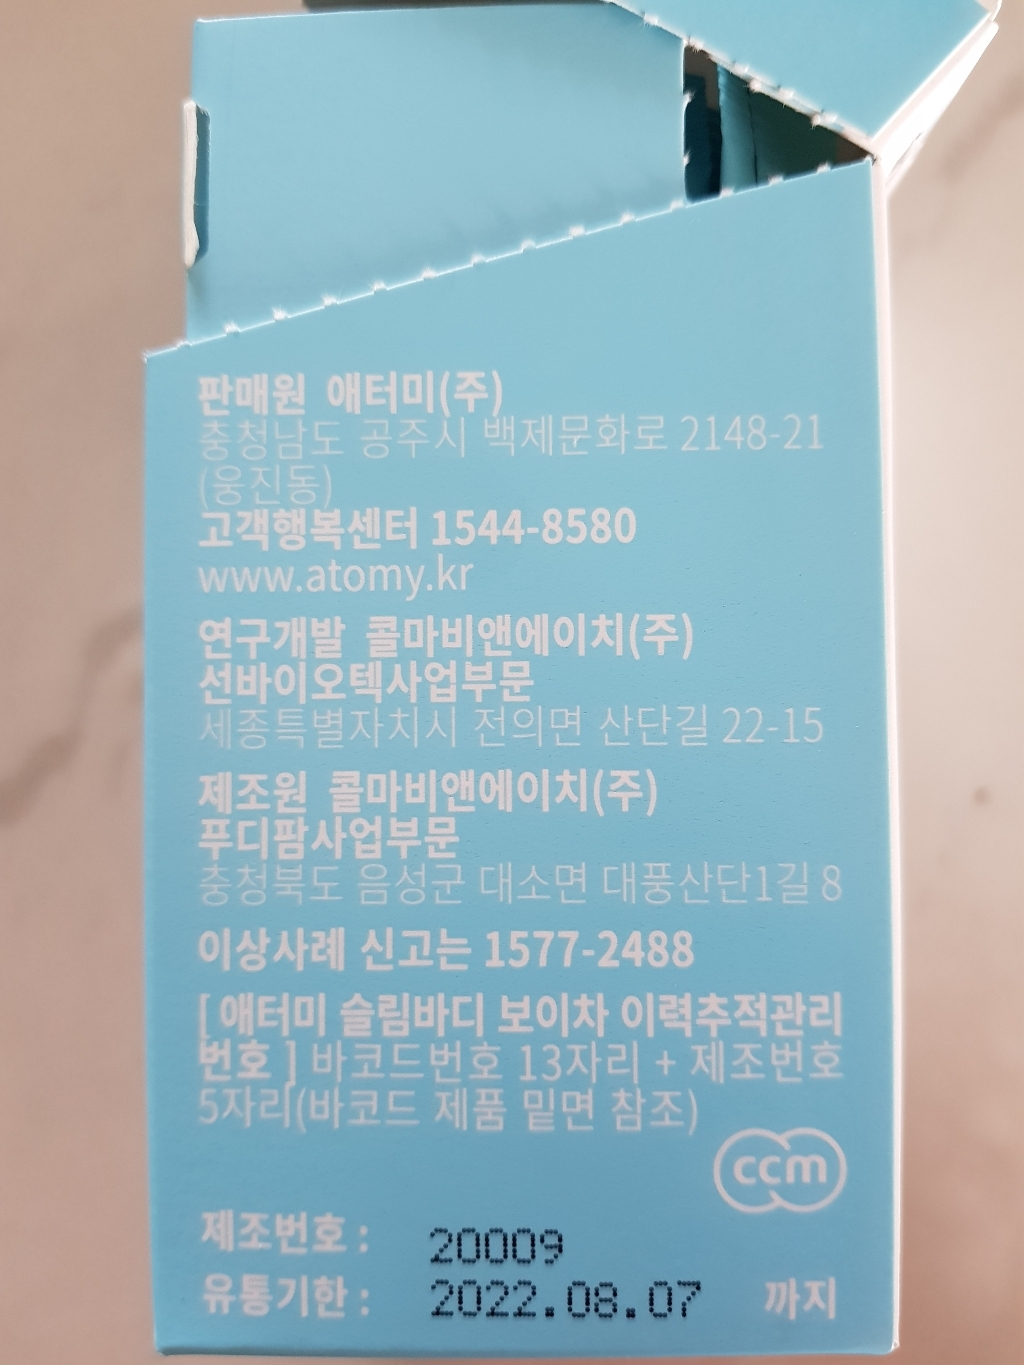 판매원 애터미(주)
충청남도 공주시 백제문화로 2148-21
(웅진동)
고객행복센터 1544-8580
www.atomy.kr
연구개발 콜마비앤에이치(주)
선바이오텍사업부문
세종특별자치시 전의면 산단길 22-15
제조원 콜마비앤에이치(주)
푸디팜사업부문
충청북도 음성군 대소면 대풍산단1길 8
이상사례 신고는 1577-2488
[ 애터미 슬림바디 보이차 이력추적관리
번호 ] 바코드번호 13자리 + 제조번호
5자리(바코드 제품 밑면 참조)
ccm
제조번호 : 20009
유통기한 : 2022.08.07 까지